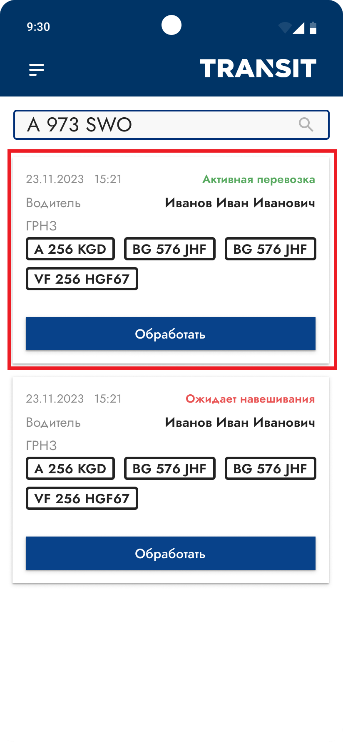 9:30
TRANSIT
A 973 SWO
23.11.2023 15:21 Активная перевозка
Водитель Иванов Иван Иванович
ГРНЗ
A 256 KGD BG 576 JHF BG 576 JHF
VF 256 HGF67
Обработать
23.11.2023 15:21 Ожидает навешивания
Водитель Иванов Иван Иванович
ГРНЗ
A 256 KGD BG 576 JHF BG 576 JHF
VF 256 HGF67
Обработать